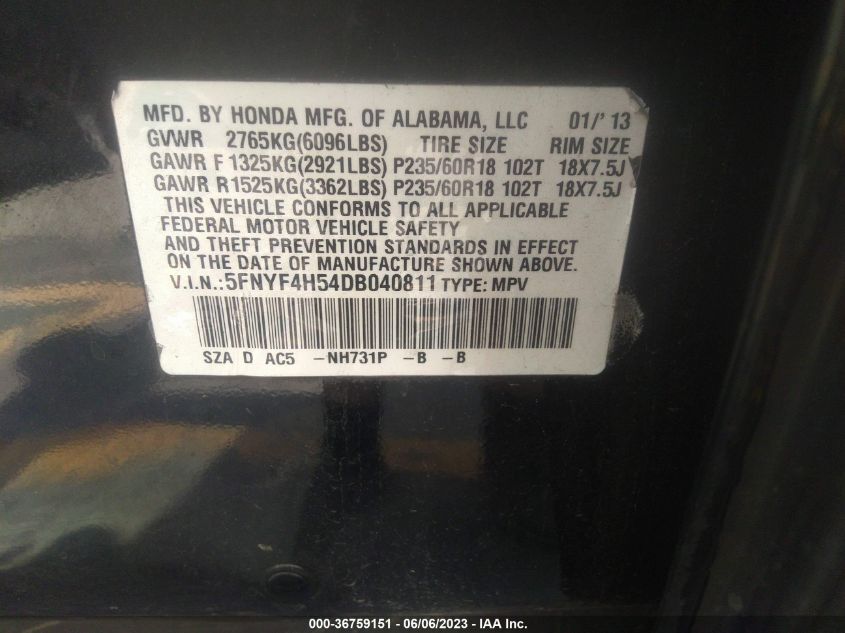 MFD. BY HONDA MFG. OF ALABAMA, LLC 01/'13
GVWR 2765KG(6096LBS) TIRE SIZE RIM SIZE
GAWR F 1325KG(2921LBS) P235/60R18 102T 18X7.5J
GAWR R1525KG(3362LBS) P235/60R18 102T 18X7.5J
THIS VEHICLE CONFORMS TO ALL APPLICABLE
FEDERAL MOTOR VEHICLE SAFETY
AND THEFT PREVENTION STANDARDS IN EFFECT
ON THE DATE OF MANUFACTURE SHOWN ABOVE.
V.I.N.:5FNYF4H54DB040811 TYPE: MPV
SZA D AC5 -NH731P -B -B
000-36759151 - 06/06/2023 - IAA Inc.